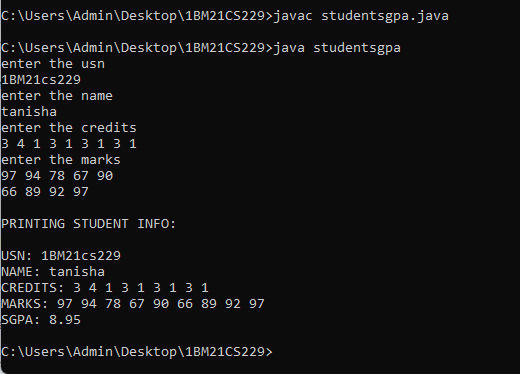 C:\Users\Admin\Desktop\1BM21CS229>javac studentsgpa.java
C:\Users\Admin\Desktop\1BM21CS229>java studentsgpa
enter the usn
1BM21cs229
enter the name
tanisha
enter the credits
3 4 1 3 1 3 1 3 1
enter the marks
97 94 78 67 90
66 89 92 97
PRINTING STUDENT INFO:
USN: 1BM21cs229
NAME: tanisha
CREDITS: 3 4 1 3 1 3 1 3 1
MARKS: 97 94 78 67 90 66 89 92 97
SGPA: 8.95
C:\Users\Admin\Desktop\1BM21CS229>